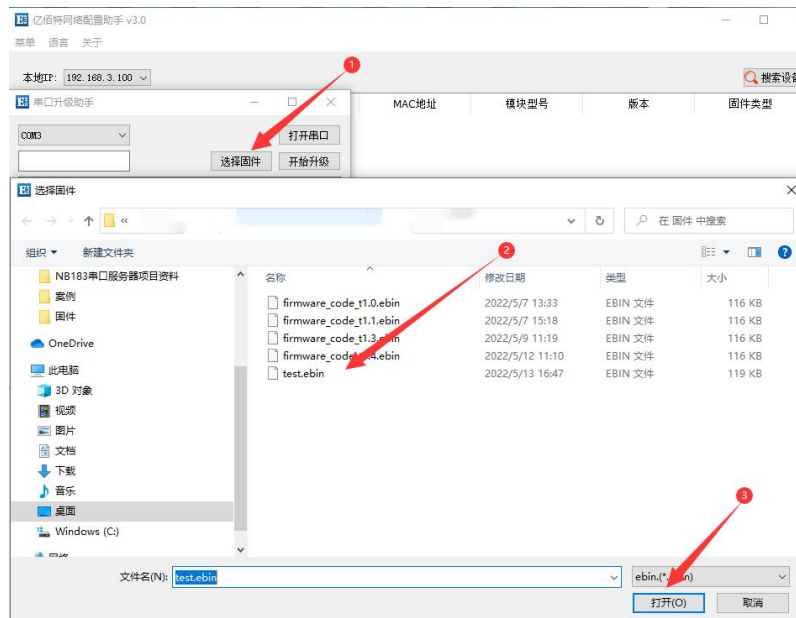 亿佰特网络配置助手 v3.0
菜单 语言 关于
本地IP: 192.168.3.100
搜索设备
1
串口升级助手
MAC地址 模块型号 版本 固件类型
COM3 打开串口
选择固件 开始升级
选择固件
«
在 固件 中搜索
组织 新建文件夹
2
NB183串口服务器项目资料
案例
固件
OneDrive
此电脑
3D 对象
视频
图片
文档
下载
音乐
桌面
Windows (C:)
名称 修改日期 类型 大小
firmware_code_t1.0.ebin 2022/5/7 13:33 EBIN 文件 116 KB
firmware_code_t1.1.ebin 2022/5/7 15:18 EBIN 文件 116 KB
firmware_code_t1.3.ebin 2022/5/9 11:19 EBIN 文件 116 KB
firmware_code_t1.4.ebin 2022/5/12 11:10 EBIN 文件 116 KB
test.ebin 2022/5/13 16:47 EBIN 文件 119 KB
3
文件名(N): test.ebin
打开(O) 取消